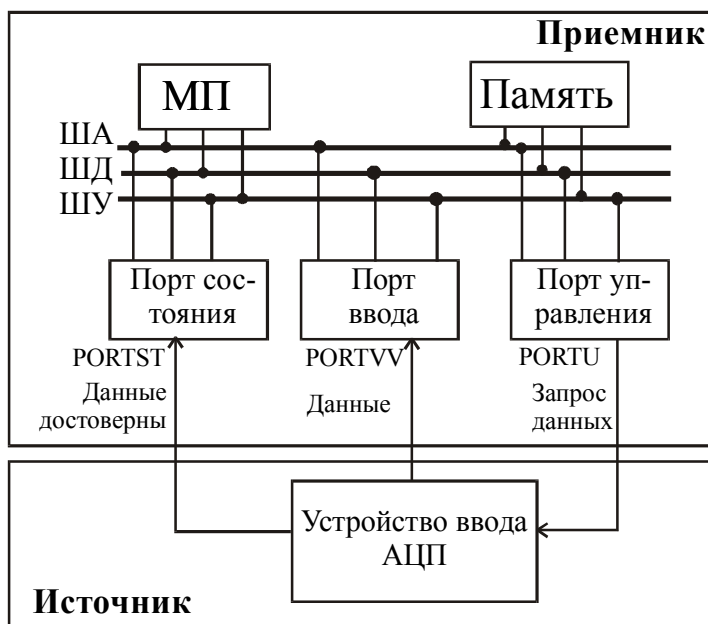 Приемник
МП
Память
ША
ШД
ШУ
Порт сос-
тояния
Порт
ввода
Порт уп-
равления
PORTST
PORTVV
PORTU
Данные
достоверны
Данные
Запрос
данных
Устройство ввода
АЦП
Источник